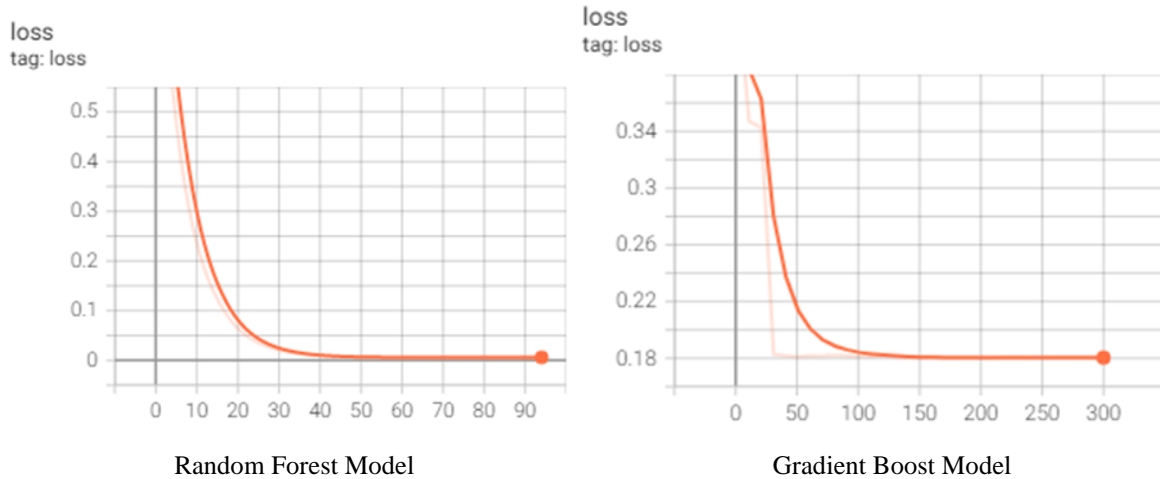 loss
tag: loss
0.5
0.4
0.3
0.2
0.1
0
0 10 20 30 40 50 60 70 80 90
Random Forest Model
loss
tag: loss
0.34
0.3
0.26
0.22
0.18
0 50 100 150 200 250 300
Gradient Boost Model